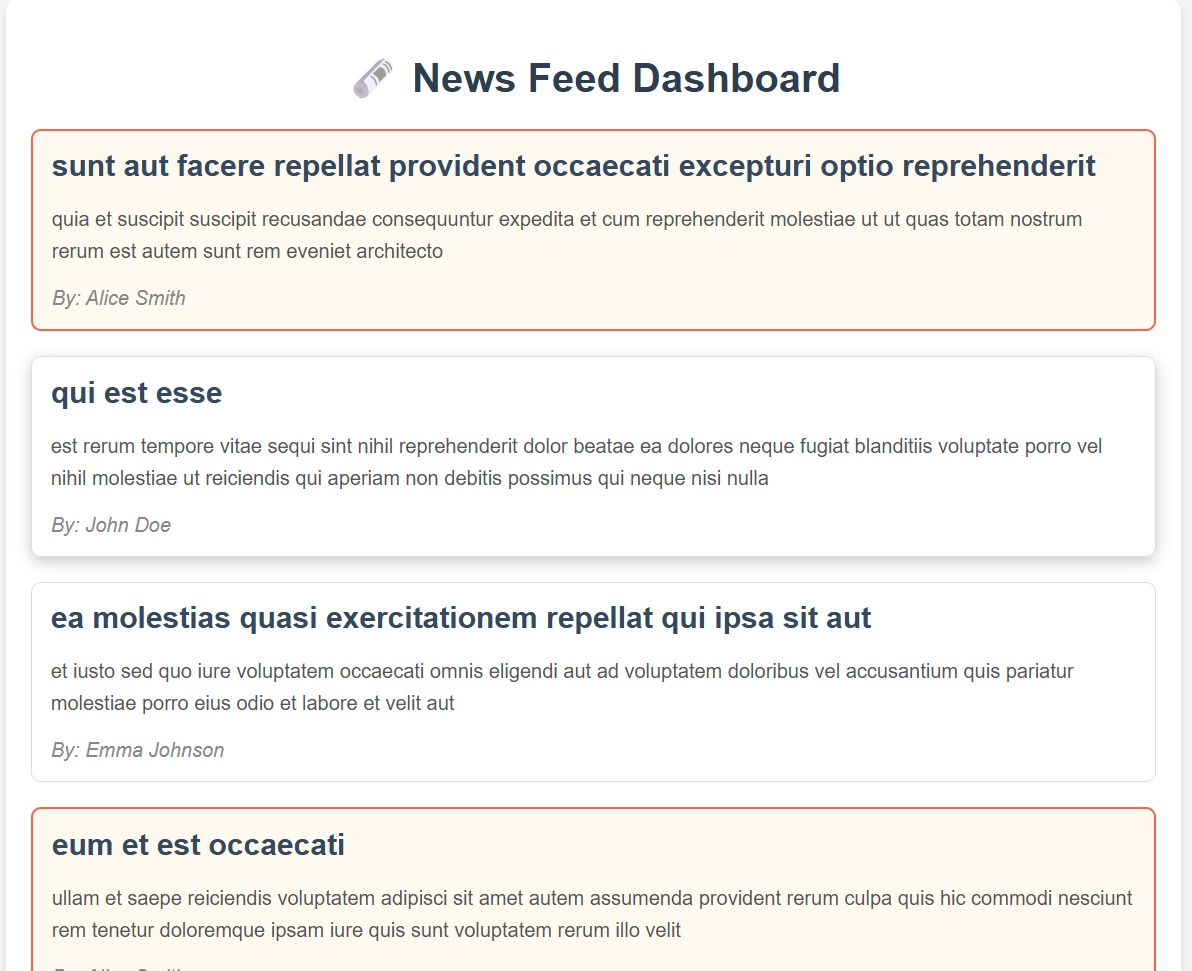 News Feed Dashboard
sunt aut facere repellat provident occaecati excepturi optio reprehenderit
quia et suscipit suscipit recusandae consequuntur expedita et cum reprehenderit molestiae ut ut quas totam nostrum
rerum est autem sunt rem eveniet architecto
By: Alice Smith
qui est esse
est rerum tempore vitae sequi sint nihil reprehenderit dolor beatae ea dolores neque fugiat blanditiis voluptate porro vel
nihil molestiae ut reiciendis qui aperiam non debitis possimus qui neque nisi nulla
By: John Doe
ea molestias quasi exercitationem repellat qui ipsa sit aut
et iusto sed quo iure voluptatem occaecati omnis eligendi aut ad voluptatem doloribus vel accusantium quis pariatur
molestiae porro eius odio et labore et velit aut
By: Emma Johnson
eum et est occaecati
ullam et saepe reiciendis voluptatem adipisci sit amet autem assumenda provident rerum culpa quis hic commodi nesciunt
rem tenetur doloremque ipsam iure quis sunt voluptatem rerum illo velit